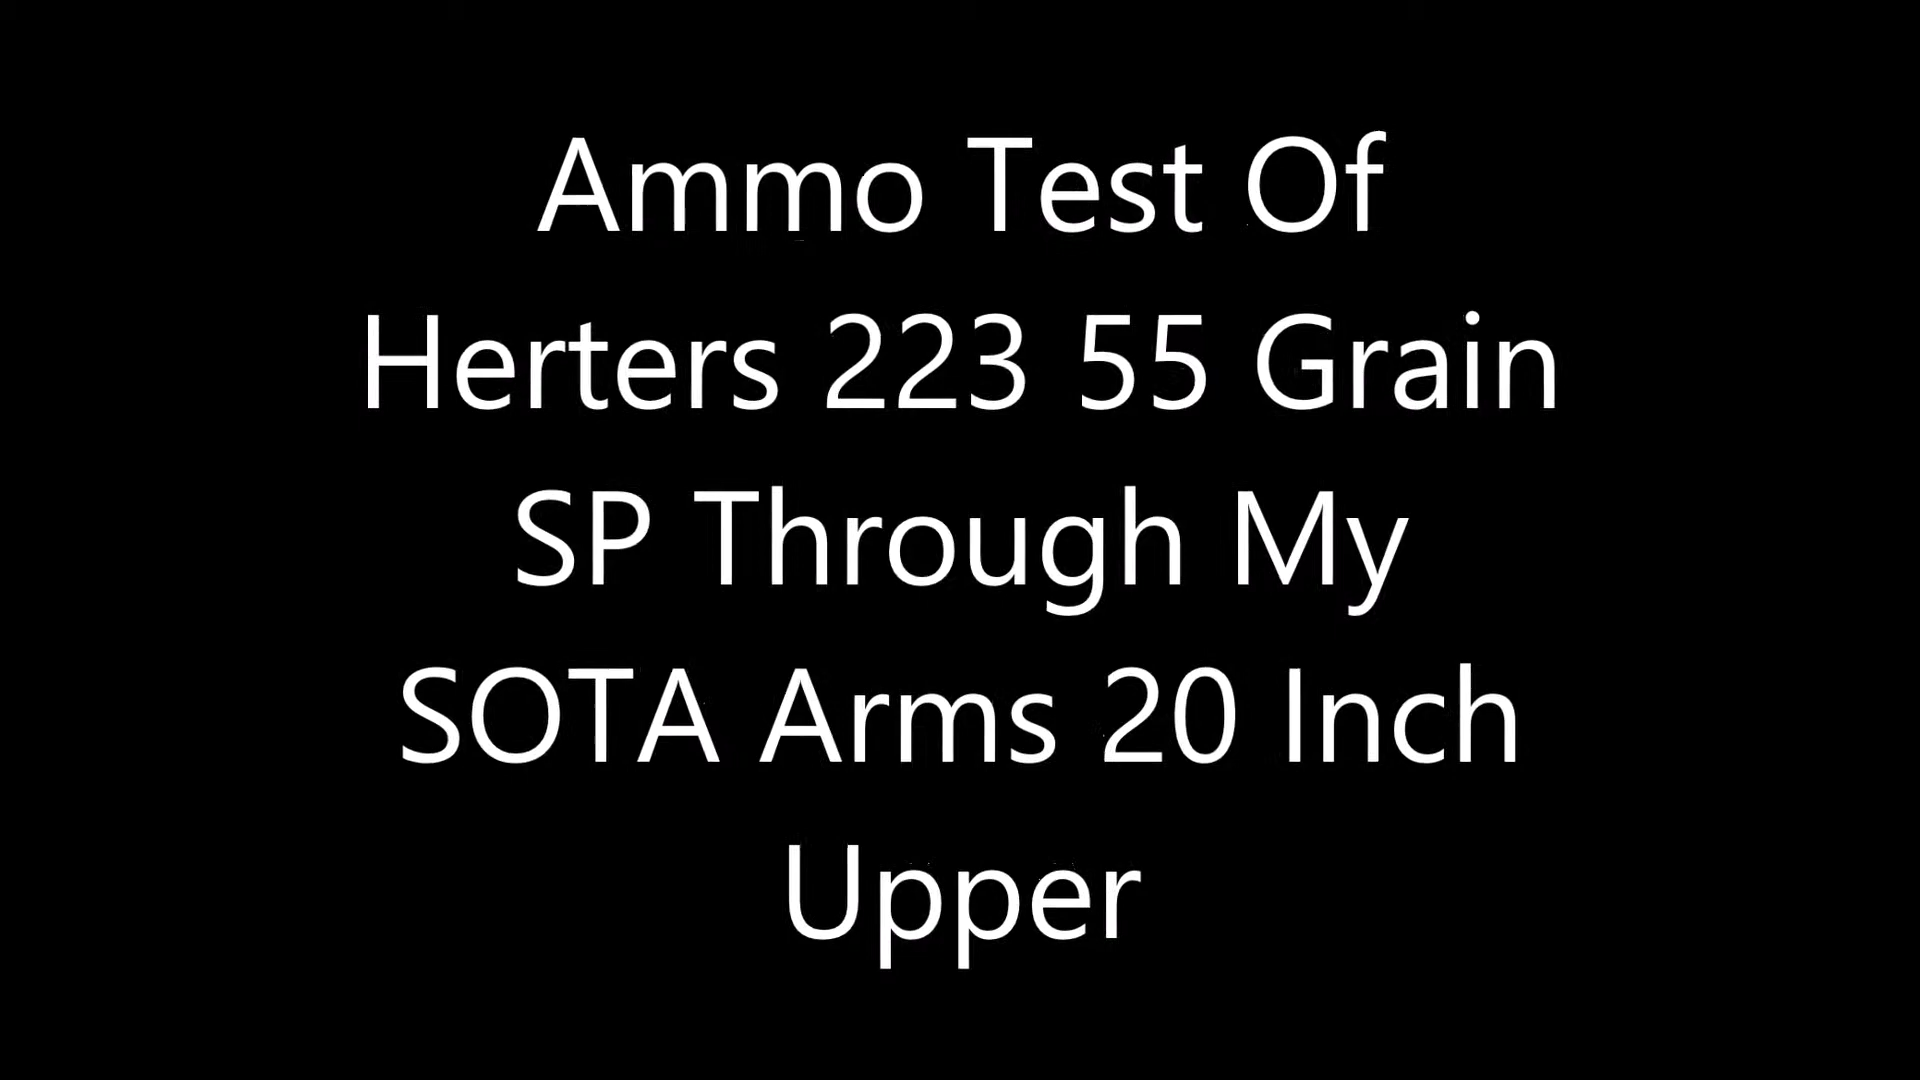 Ammo Test Of
Herters 223 55 Grain
SP Through My
SOTA Arms 20 Inch
Upper